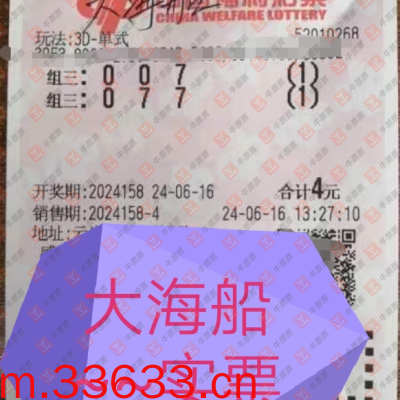 CHINA WELFARE LOTTERY
玩法:3D-单式
52010268
组三: 0 0 7 (1)
组三: 0 7 7 (1)
开奖期:2024158 24-06-16 合计4元
销售期:2024158-4 24-06-16 13:27:10
地址:
大海船
实票
m.33633.cn